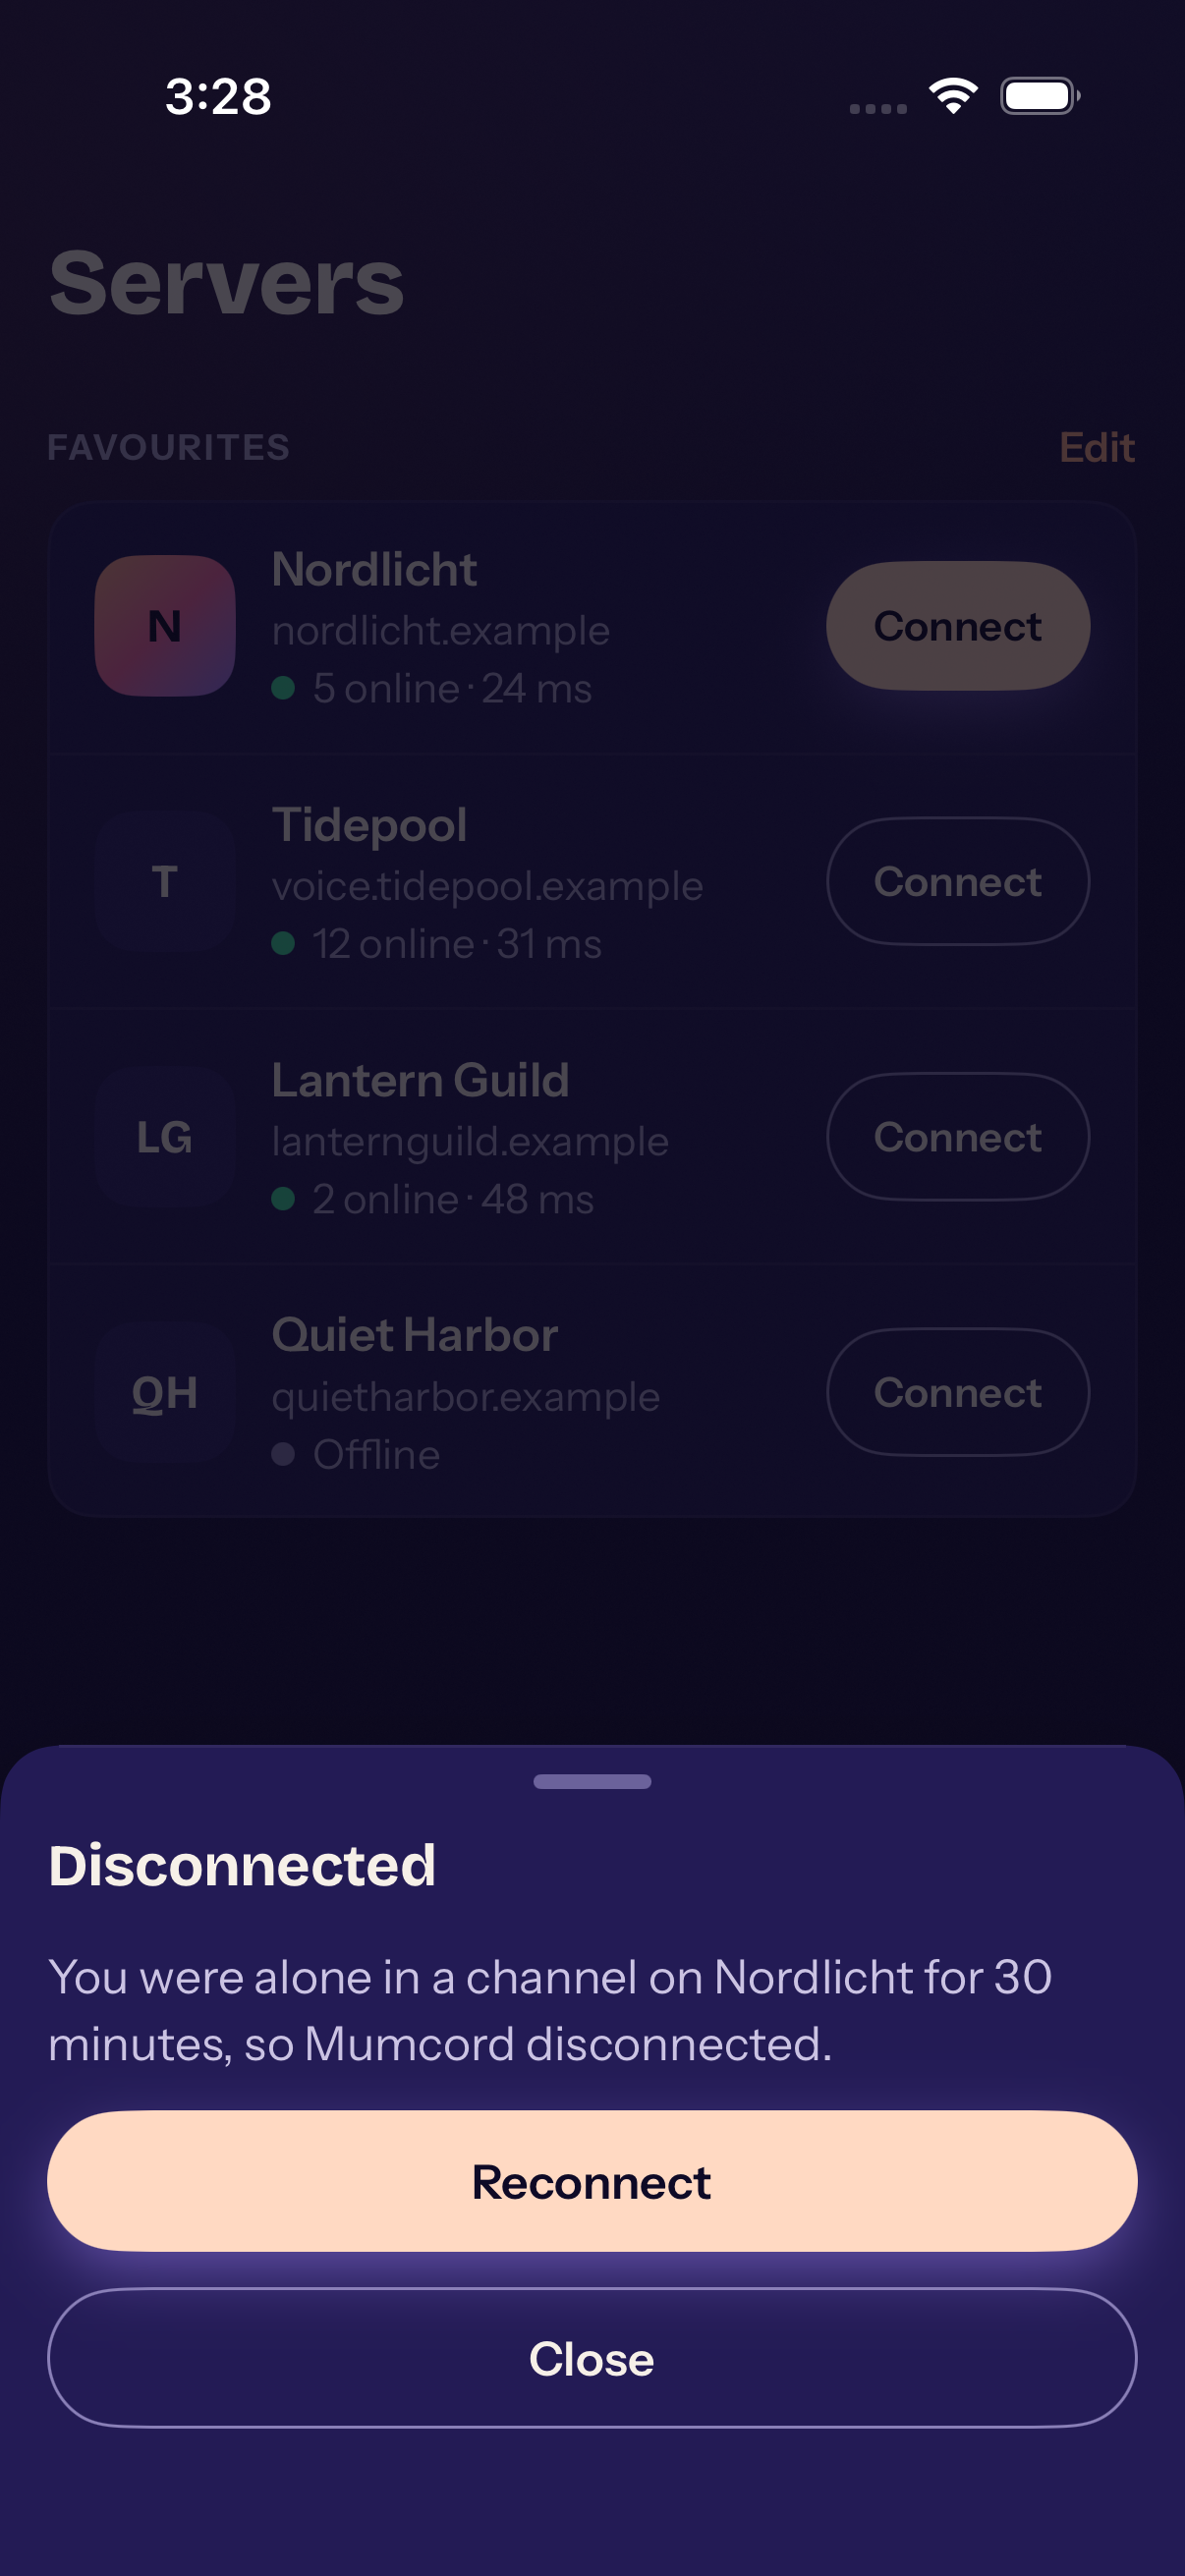 3:28
Servers
FAVOURITES
Edit
N
Nordlicht
nordlicht.example
5 online · 24 ms
Connect
T
Tidepool
voice.tidepool.example
12 online · 31 ms
Connect
LG
Lantern Guild
lanternguild.example
2 online · 48 ms
Connect
QH
Quiet Harbor
quietharbor.example
Offline
Connect
Disconnected
You were alone in a channel on Nordlicht for 30
minutes, so Mumcord disconnected.
Reconnect
Close